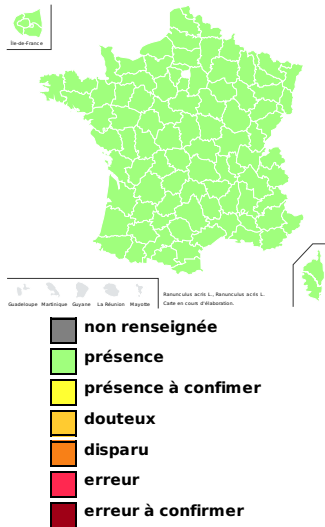 Île-de-France
Guadeloupe Martinique Guyane La Réunion Mayotte
Ranunculus acris L., Ranunculus acris L.
Carte en cours d'élaboration.
non renseignée
présence
présence à confimer
douteux
disparu
erreur
erreur à confirmer